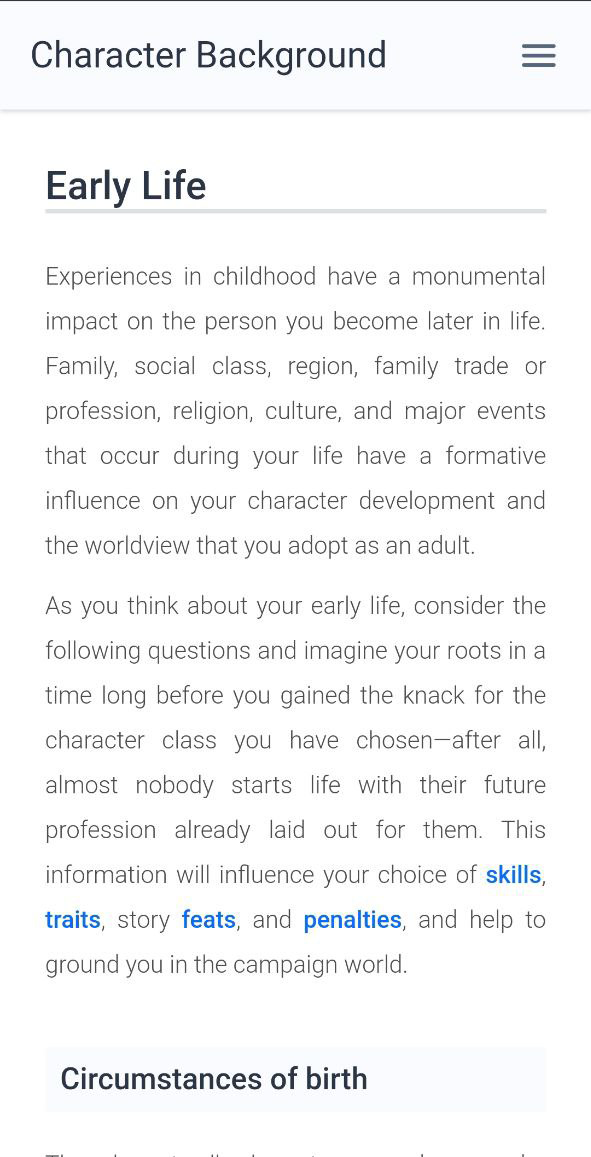 Character Background
Early Life
Experiences in childhood have a monumental
impact on the person you become later in life.
Family, social class, region, family trade or
profession, religion, culture, and major events
that occur during your life have a formative
influence on your character development and
the worldview that you adopt as an adult.
As you think about your early life, consider the
following questions and imagine your roots in a
time long before you gained the knack for the
character class you have chosen—after all,
almost nobody starts life with their future
profession already laid out for them. This
information will influence your choice of skills,
traits, story feats, and penalties, and help to
ground you in the campaign world.
Circumstances of birth